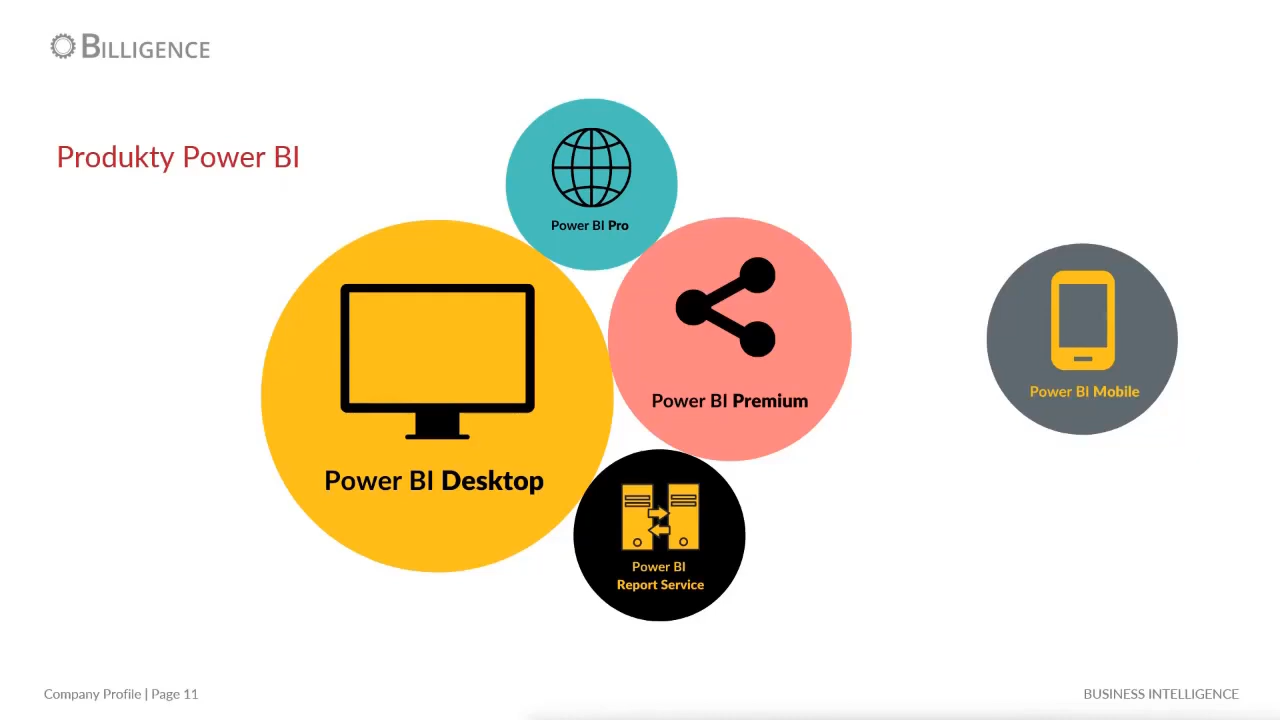 BILLIGENCE
Produkty Power BI
Power BI Pro
Power BI Premium
Power BI Mobile
Power BI Desktop
Power BI
Report Service
Company Profile | Page 11
BUSINESS INTELLIGENCE